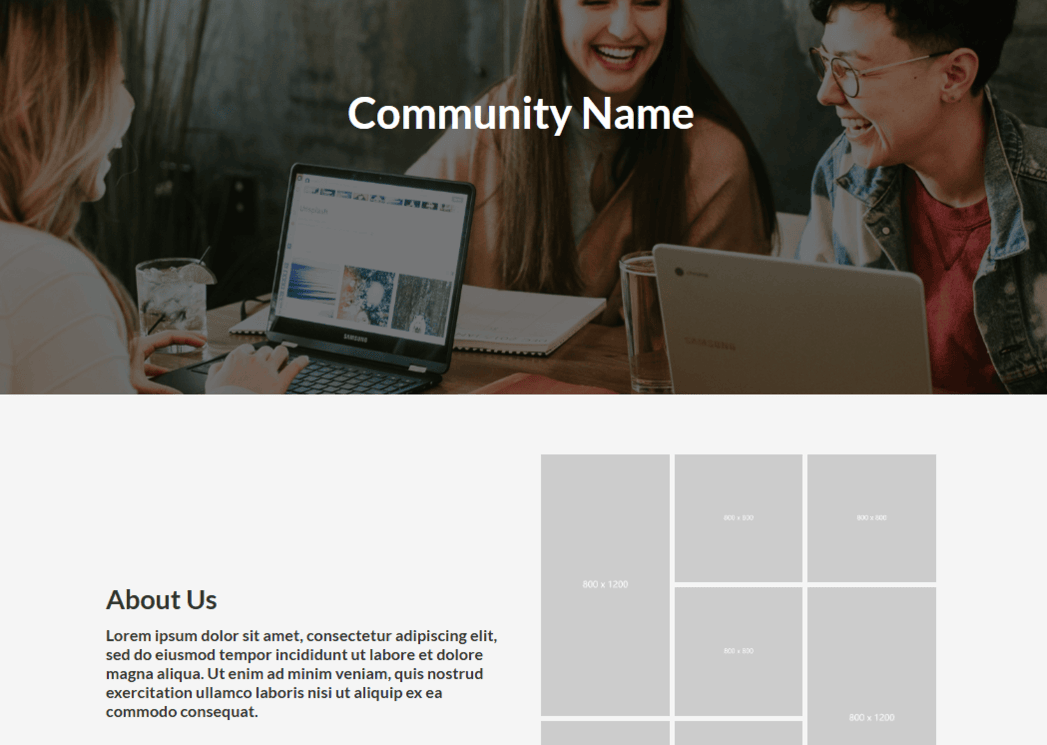 Community Name
SAMSUNG
About Us
Lorem ipsum dolor sit amet, consectetur adipiscing elit,
sed do eiusmod tempor incididunt ut labore et dolore
magna aliqua. Ut enim ad minim veniam, quis nostrud
exercitation ullamco laboris nisi ut aliquip ex ea
commodo consequat.
800 x 1200
800 x 800
800 x 800
800 x 800
800 x 1200